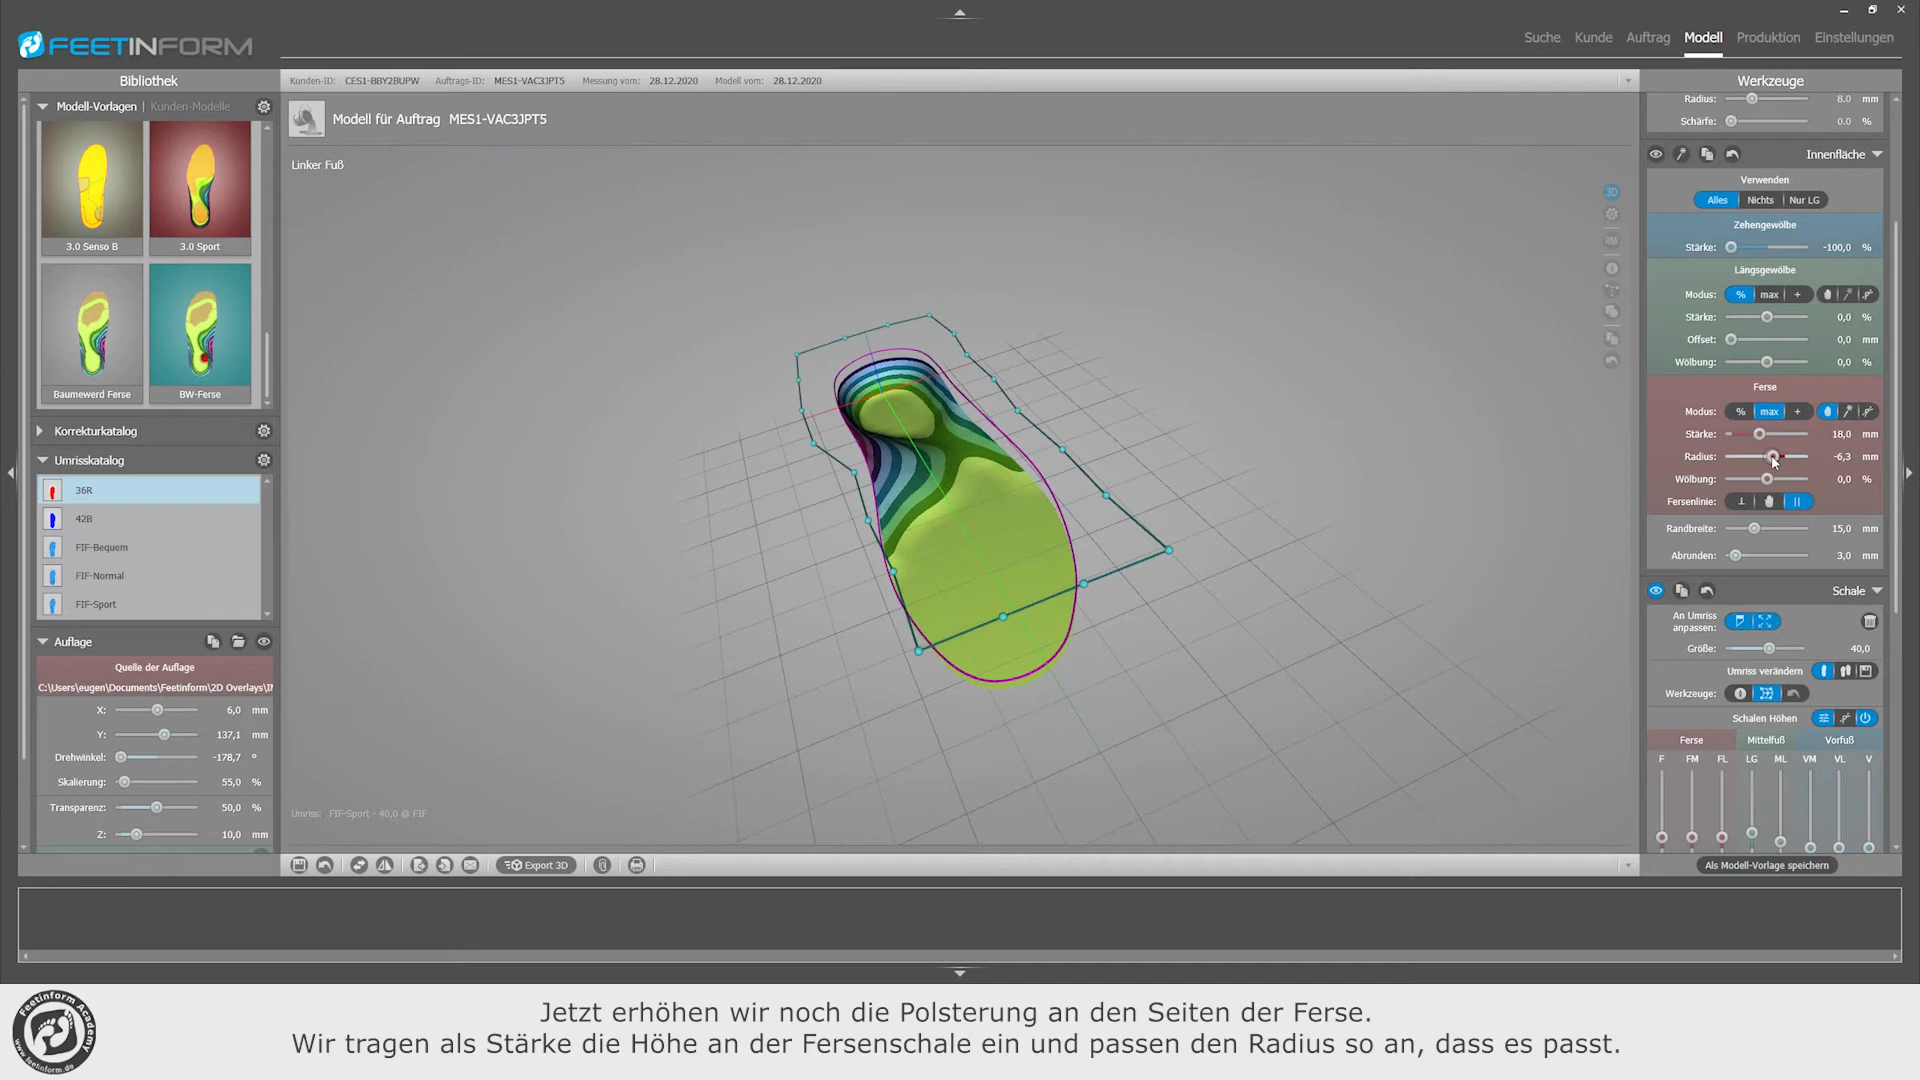 FEETINFORM
Suche Kunde Auftrag Modell Produktion Einstellungen
Bibliothek
Modell-Vorlagen | Kunden-Modelle
3.0 Senso B
3.0 Sport
Baumewerd Ferse
BW-Ferse
Korrekturkatalog
Umrisskatalog
36R
42B
FIF-Bequem
FIF-Normal
FIF-Sport
Auflage
Quelle der Auflage
C:\Users\eugen\Documents\Feetinform\2D Overlays\
X: 6,0 mm
Y: 137,1 mm
Drehwinkel: -178,7 °
Skalierung: 55,0 %
Transparenz: 50,0 %
Z: 10,0 mm
Kunden-ID: CES1-BBY2BUPW Auftrags-ID: MES1-VAC3JPT5 Messung vom: 28.12.2020 Modell vom: 28.12.2020
Modell für Auftrag MES1-VAC3JPT5
Linker Fuß
3D
Umriss: FIF-Sport - 40,0 @ FIF
Export 3D
Werkzeuge
Radius: 8.0 mm
Schärfe: 0.0 %
Innenfläche
Verwenden
Alles Nichts Nur LG
Zehengewölbe
Stärke: -100,0 %
Längsgewölbe
Modus: % max +
Stärke: 0,0 %
Offset: 0,0 mm
Wölbung: 0,0 %
Ferse
Modus: % max +
Stärke: 18,0 mm
Radius: -6,3 mm
Wölbung: 0,0 %
Fersenlinie:
Randbreite: 15,0 mm
Abrunden: 3,0 mm
Schale
An Umriss
anpassen:
Größe: 40,0
Umriss verändern
Werkzeuge:
Schalen Höhen
Ferse Mittelfuß Vorfuß
F FM FL LG ML VM VL V
Als Modell-Vorlage speichern
Feetinform Academy
www.feetinform.de
Jetzt erhöhen wir noch die Polsterung an den Seiten der Ferse.
Wir tragen als Stärke die Höhe an der Fersenschale ein und passen den Radius so an, dass es passt.